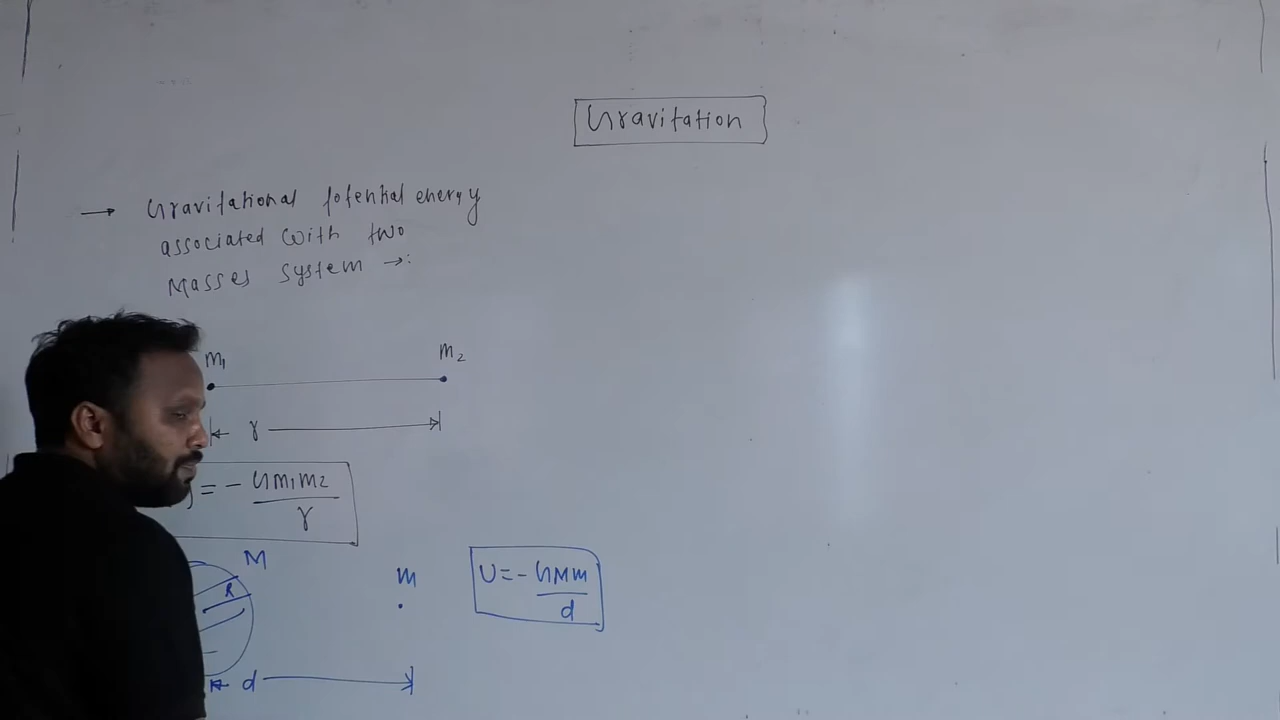 Gravitation
→ Gravitational potential energy
associated with two
Masses system →:
m₁ m₂
r
= - Gm₁m₂/r
M
R
m
U = - GMm/d
d